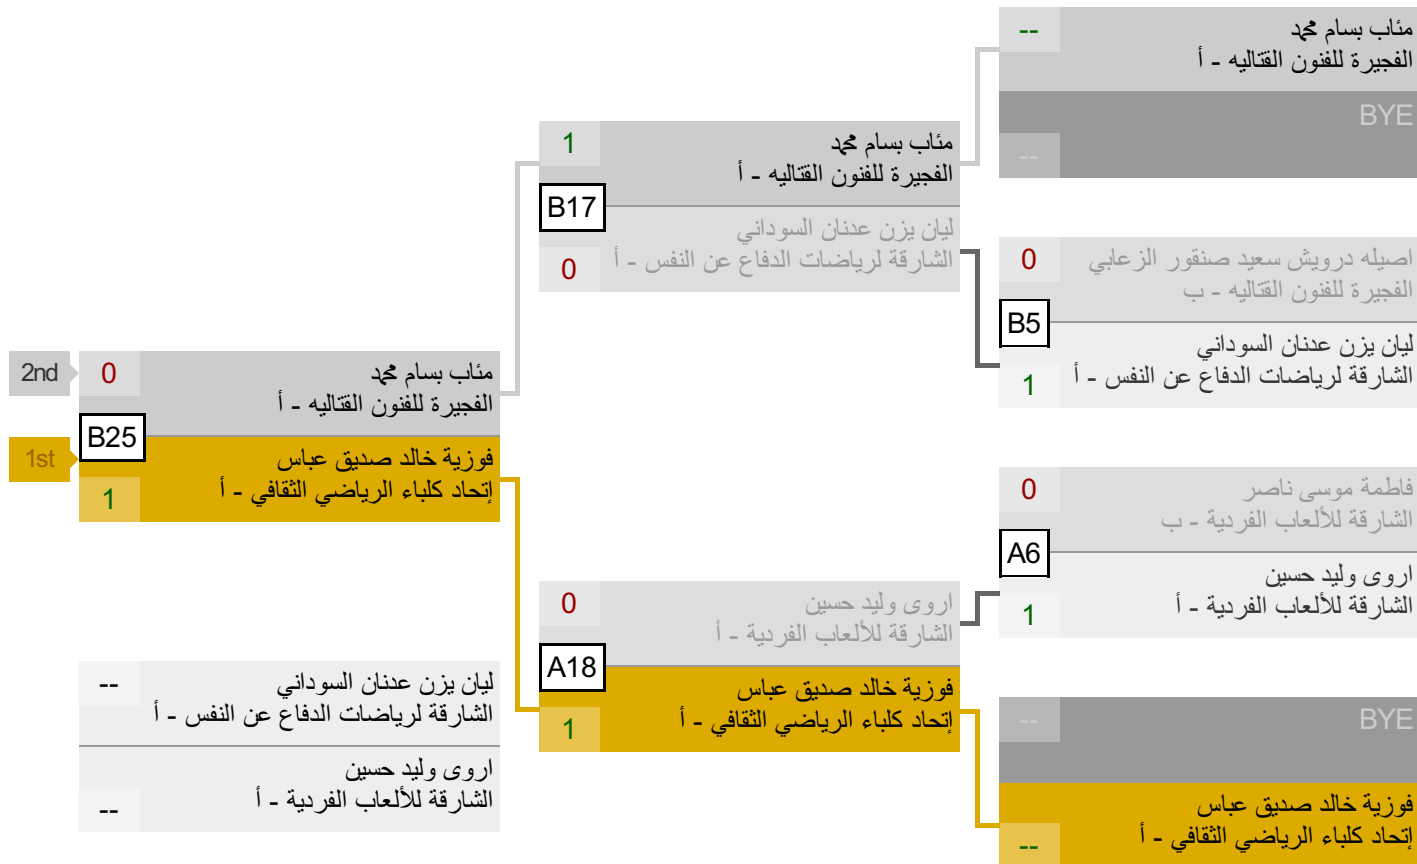 --
مئاب بسام محمد
الفجيرة للفنون القتاليه - أ
BYE
--
1
مئاب بسام محمد
الفجيرة للفنون القتاليه - أ
B17
ليان يزن عدنان السوداني
الشارقة لرياضات الدفاع عن النفس - أ
0
0
اصيله درويش سعيد صنقور الزعابي
الفجيرة للفنون القتاليه - ب
B5
ليان يزن عدنان السوداني
الشارقة لرياضات الدفاع عن النفس - أ
1
2nd
0
مئاب بسام محمد
الفجيرة للفنون القتاليه - أ
B25
1st
فوزية خالد صديق عباس
إتحاد كلباء الرياضي الثقافي - أ
1
0
فاطمة موسى ناصر
الشارقة للألعاب الفردية - ب
A6
اروى وليد حسين
الشارقة للألعاب الفردية - أ
1
0
اروى وليد حسين
الشارقة للألعاب الفردية - أ
A18
فوزية خالد صديق عباس
إتحاد كلباء الرياضي الثقافي - أ
1
--
ليان يزن عدنان السوداني
الشارقة لرياضات الدفاع عن النفس - أ
اروى وليد حسين
الشارقة للألعاب الفردية - أ
--
--
BYE
فوزية خالد صديق عباس
إتحاد كلباء الرياضي الثقافي - أ
--